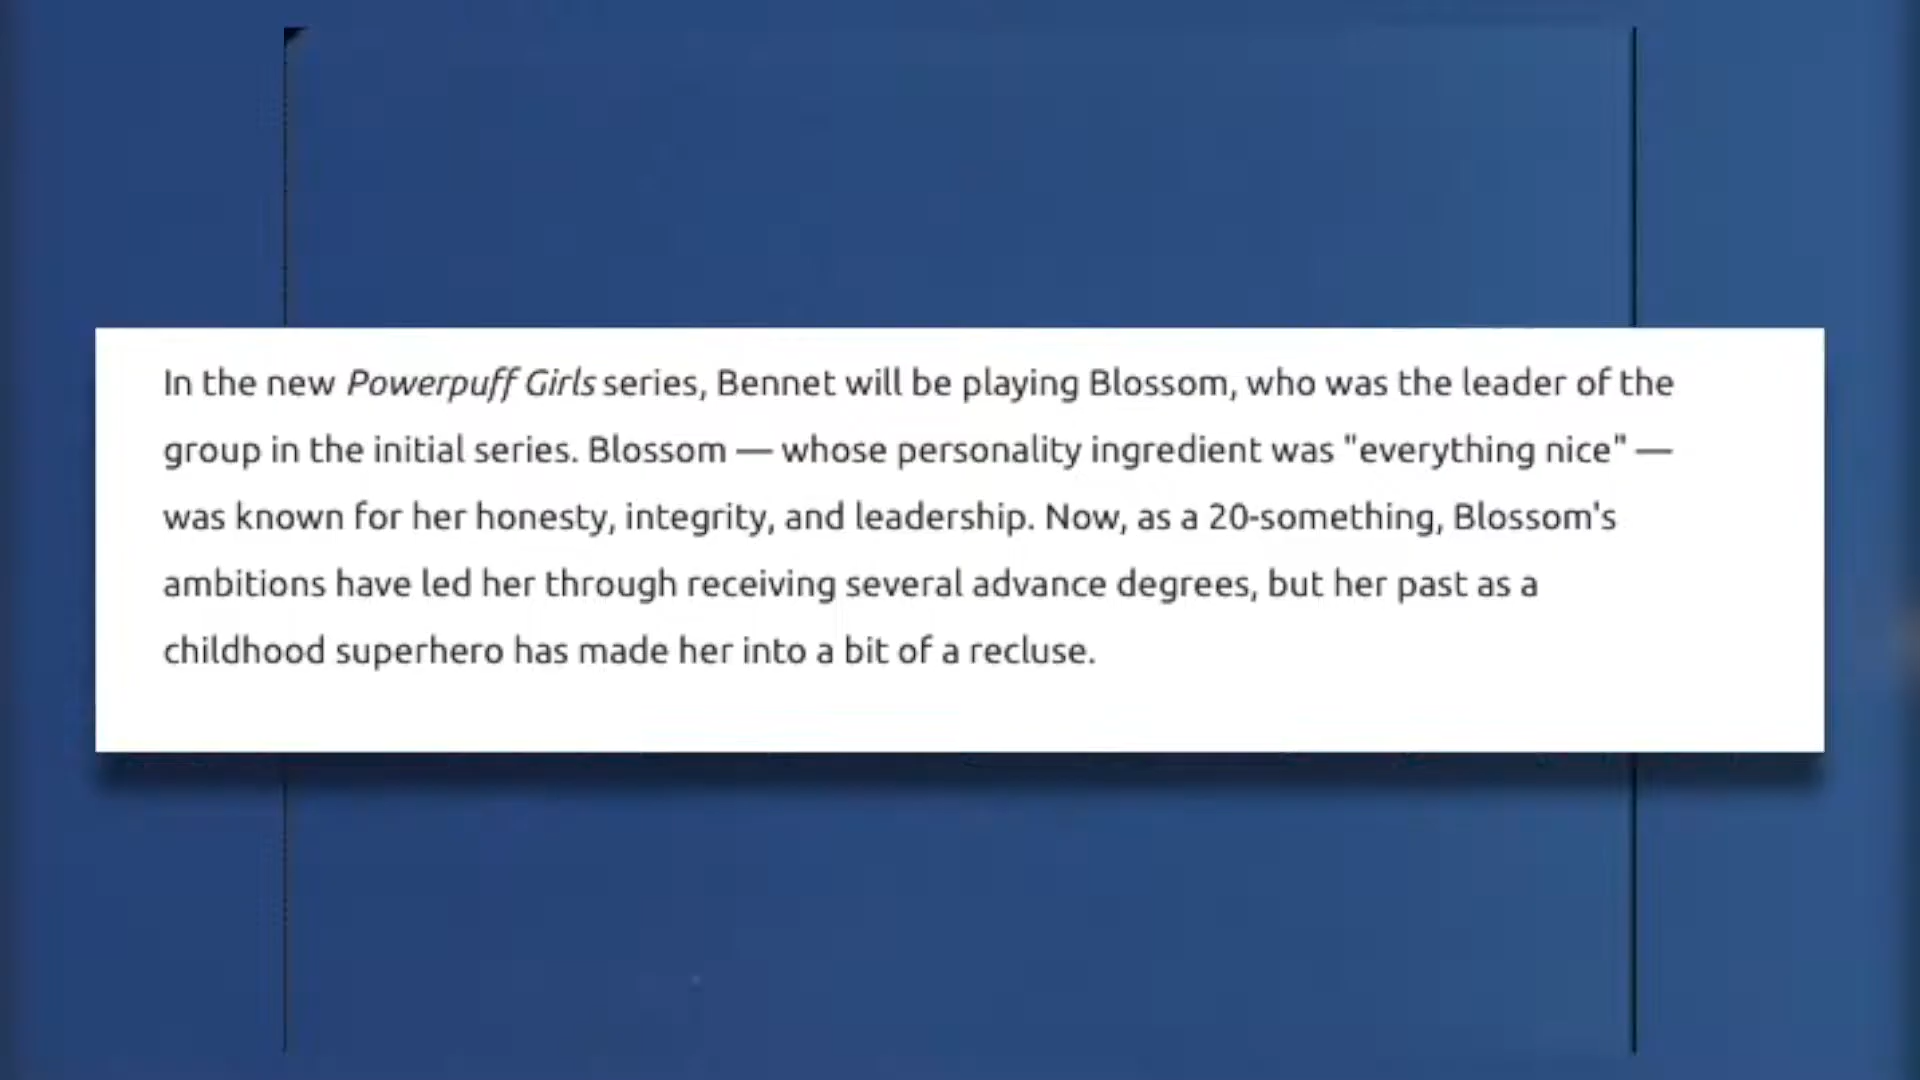 In the new Powerpuff Girls series, Bennet will be playing Blossom, who was the leader of the
group in the initial series. Blossom — whose personality ingredient was "everything nice" —
was known for her honesty, integrity, and leadership. Now, as a 20-something, Blossom's
ambitions have led her through receiving several advance degrees, but her past as a
childhood superhero has made her into a bit of a recluse.